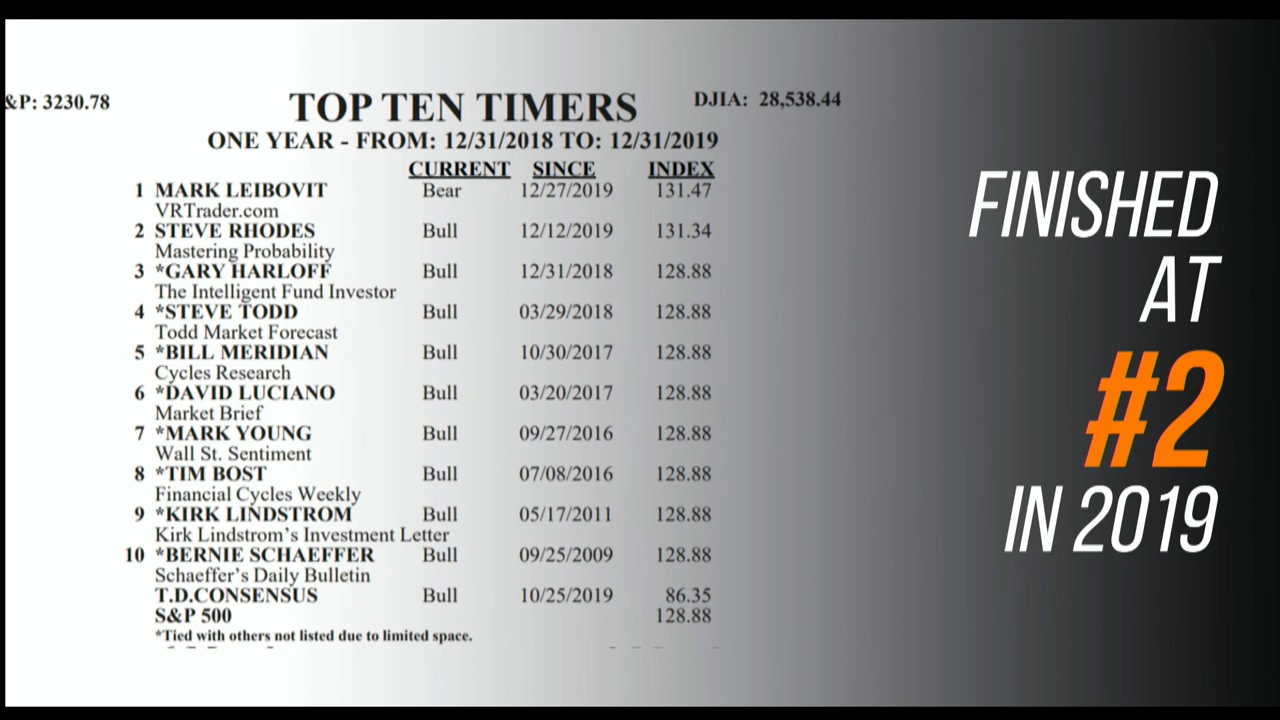 &P: 3230.78
TOP TEN TIMERS
DJIA: 28,538.44
ONE YEAR - FROM: 12/31/2018 TO: 12/31/2019
CURRENT SINCE INDEX
1 MARK LEIBOVIT Bear 12/27/2019 131.47
VRTrader.com
2 STEVE RHODES Bull 12/12/2019 131.34
Mastering Probability
3 *GARY HARLOFF Bull 12/31/2018 128.88
The Intelligent Fund Investor
4 *STEVE TODD Bull 03/29/2018 128.88
Todd Market Forecast
5 *BILL MERIDIAN Bull 10/30/2017 128.88
Cycles Research
6 *DAVID LUCIANO Bull 03/20/2017 128.88
Market Brief
7 *MARK YOUNG Bull 09/27/2016 128.88
Wall St. Sentiment
8 *TIM BOST Bull 07/08/2016 128.88
Financial Cycles Weekly
9 *KIRK LINDSTROM Bull 05/17/2011 128.88
Kirk Lindstrom's Investment Letter
10 *BERNIE SCHAEFFER Bull 09/25/2009 128.88
Schaeffer's Daily Bulletin
T.D.CONSENSUS Bull 10/25/2019 86.35
S&P 500 128.88
*Tied with others not listed due to limited space.
FINISHED
AT
#2
IN 2019